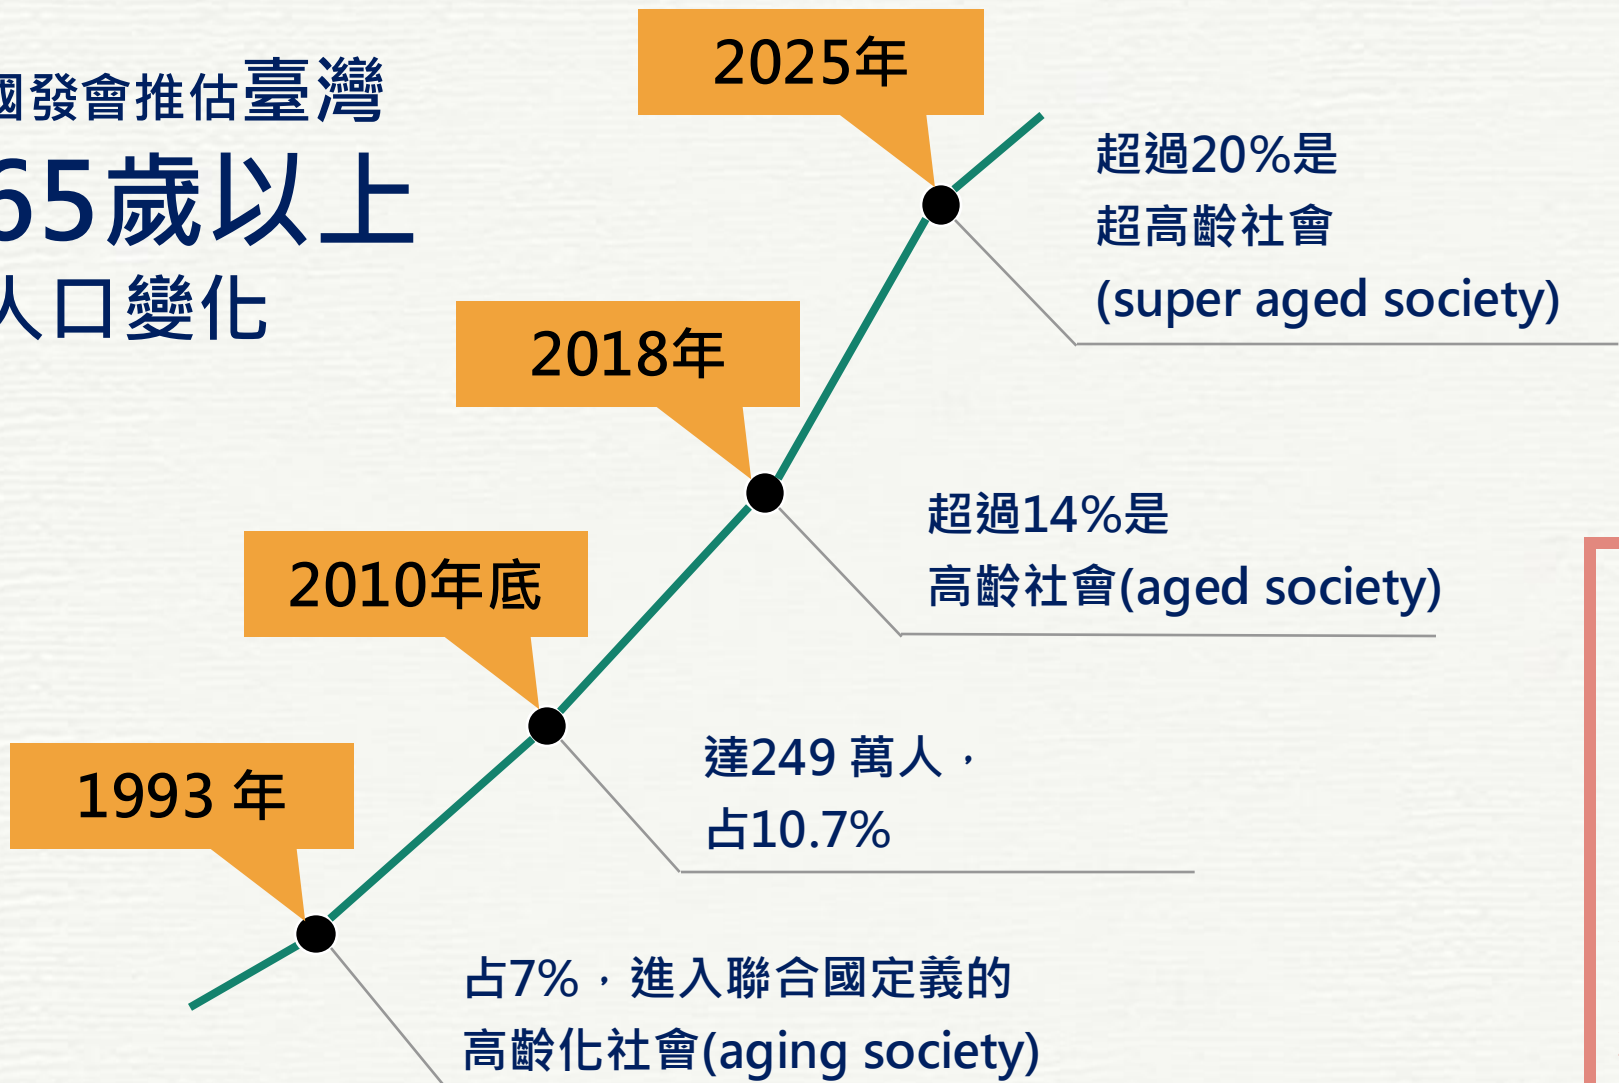 國發會推估臺灣
65歲以上
人口變化
2025年
超過20%是
超高齡社會
(super aged society)
2018年
超過14%是
高齡社會(aged society)
2010年底
達249 萬人，
占10.7%
1993 年
占7%，進入聯合國定義的
高齡化社會(aging society)